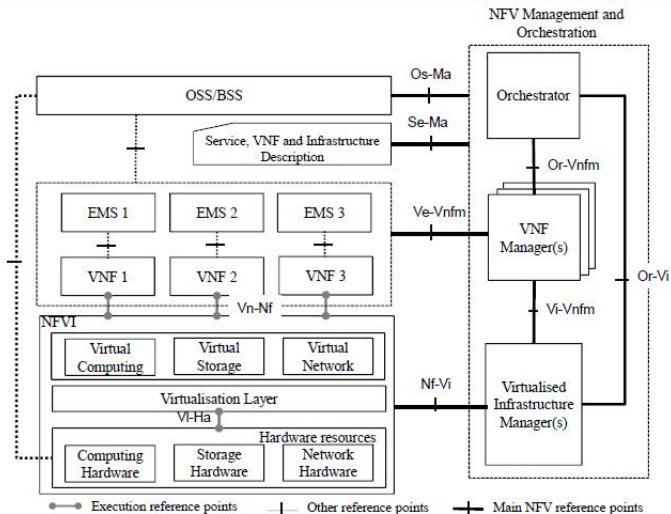 NFV Management and
Orchestration
Os-Ma
OSS/BSS
Orchestrator
Se-Ma
Service, VNF and Infrastructure
Description
Or-Vnfm
EMS 1
EMS 2
EMS 3
Ve-Vnfm
VNF
Manager(s)
VNF 1
VNF 2
VNF 3
Or-Vi
Vn-Nf
Vi-Vnfm
NFVI
Virtual
Computing
Virtual
Storage
Virtual
Network
Nf-Vi
Virtualised
Infrastructure
Manager(s)
Virtualisation Layer
Vl-Ha
Hardware resources
Computing
Hardware
Storage
Hardware
Network
Hardware
Execution reference points
Other reference points
Main NFV reference points